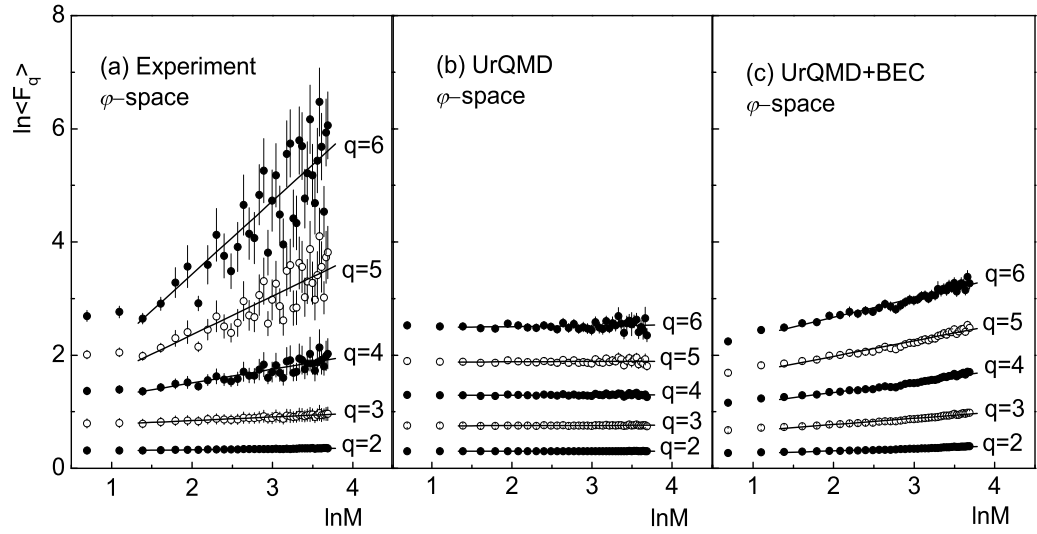 8
6
4
2
0
ln<F_q>
(a) Experiment
φ–space
q=6
q=5
q=4
q=3
q=2
1 2 3 4
lnM
(b) UrQMD
φ–space
q=6
q=5
q=4
q=3
q=2
1 2 3 4
lnM
(c) UrQMD+BEC
φ–space
q=6
q=5
q=4
q=3
q=2
1 2 3 4
lnM